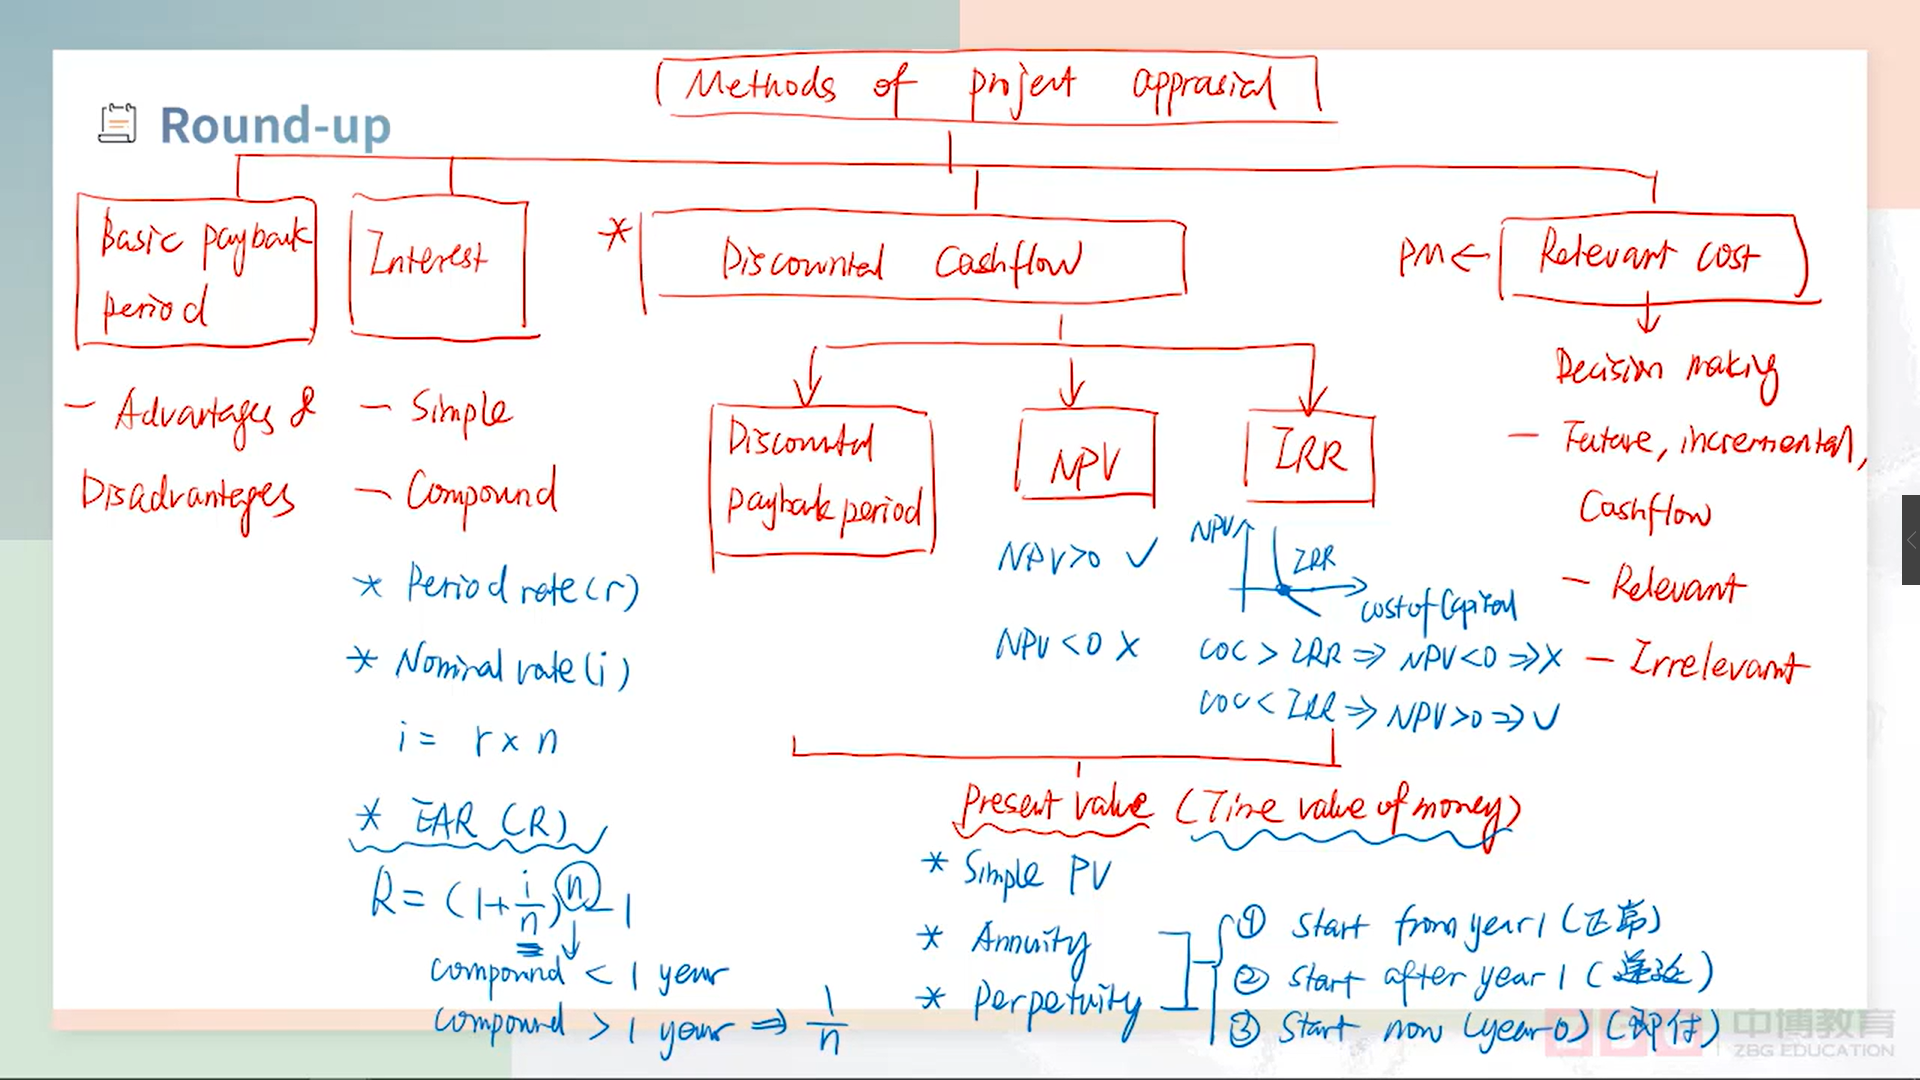 Methods of project apprasial
Round-up
Basic payback
period
Interest
* Discounted Cashflow
PM ← Relevant cost
- Advantages &
Disadvantages
- Simple
- Compound
Discounted
payback period
NPV
IRR
Decision making
- Future, incremental,
Cashflow
- Relevant
- Irrelevant
* Period rate (r)
* Nominal rate (i)
i = r × n
* EAR (R)
R = (1 + i/n)^n - 1
compound < 1 year
compound > 1 year ⇒ 1/n
NPV > 0 ✓
NPV < 0 ×
NPV
IRR
cost of Capital
COC > IRR ⇒ NPV < 0 ⇒ ×
COC < IRR ⇒ NPV > 0 ⇒ ✓
Present value (Time value of money)
* Simple PV
* Annuity
* Perpetuity
① Start from year 1 (正常)
② Start after year 1 (递延)
③ Start now (year 0) (即付)
中博教育
ZBG EDUCATION